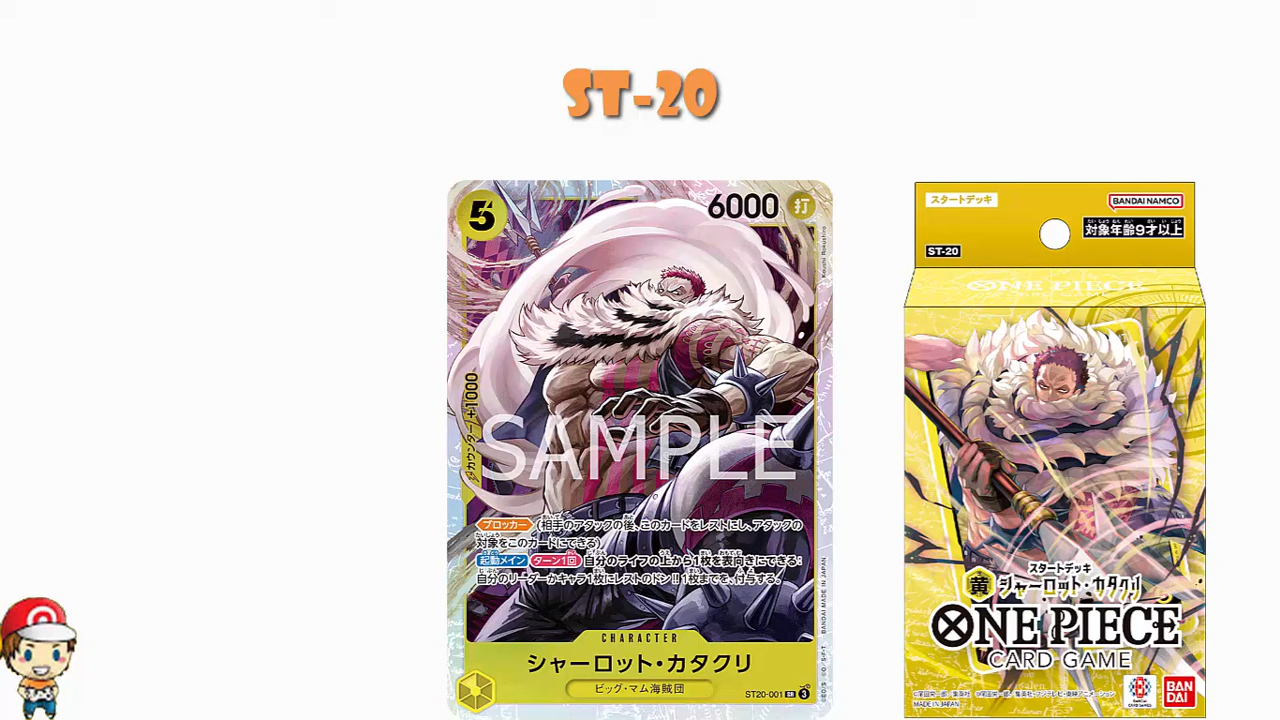 ST-20
5
6000
打
カウンター +1000
SAMPLE
ブロッカー (相手のアタックの後、このカードをレストにし、アタックの
対象をこのカードにできる)
起動メイン ターン1回 自分のライフの上から1枚を表向きにできる:
自分のリーダーかキャラ1枚にレストのドン!!1枚までを、付与する。
CHARACTER
シャーロット・カタクリ
ビッグ・マム海賊団
ST20-001 SR 3
BANDAI MADE IN JAPAN
スタートデッキ
BANDAI NAMCO
対象年齢9才以上
ST-20
ONE PIECE
スタートデッキ
黄 シャーロット・カタクリ
ONE PIECE
CARD GAME
MADE IN JAPAN
BAN
DAI